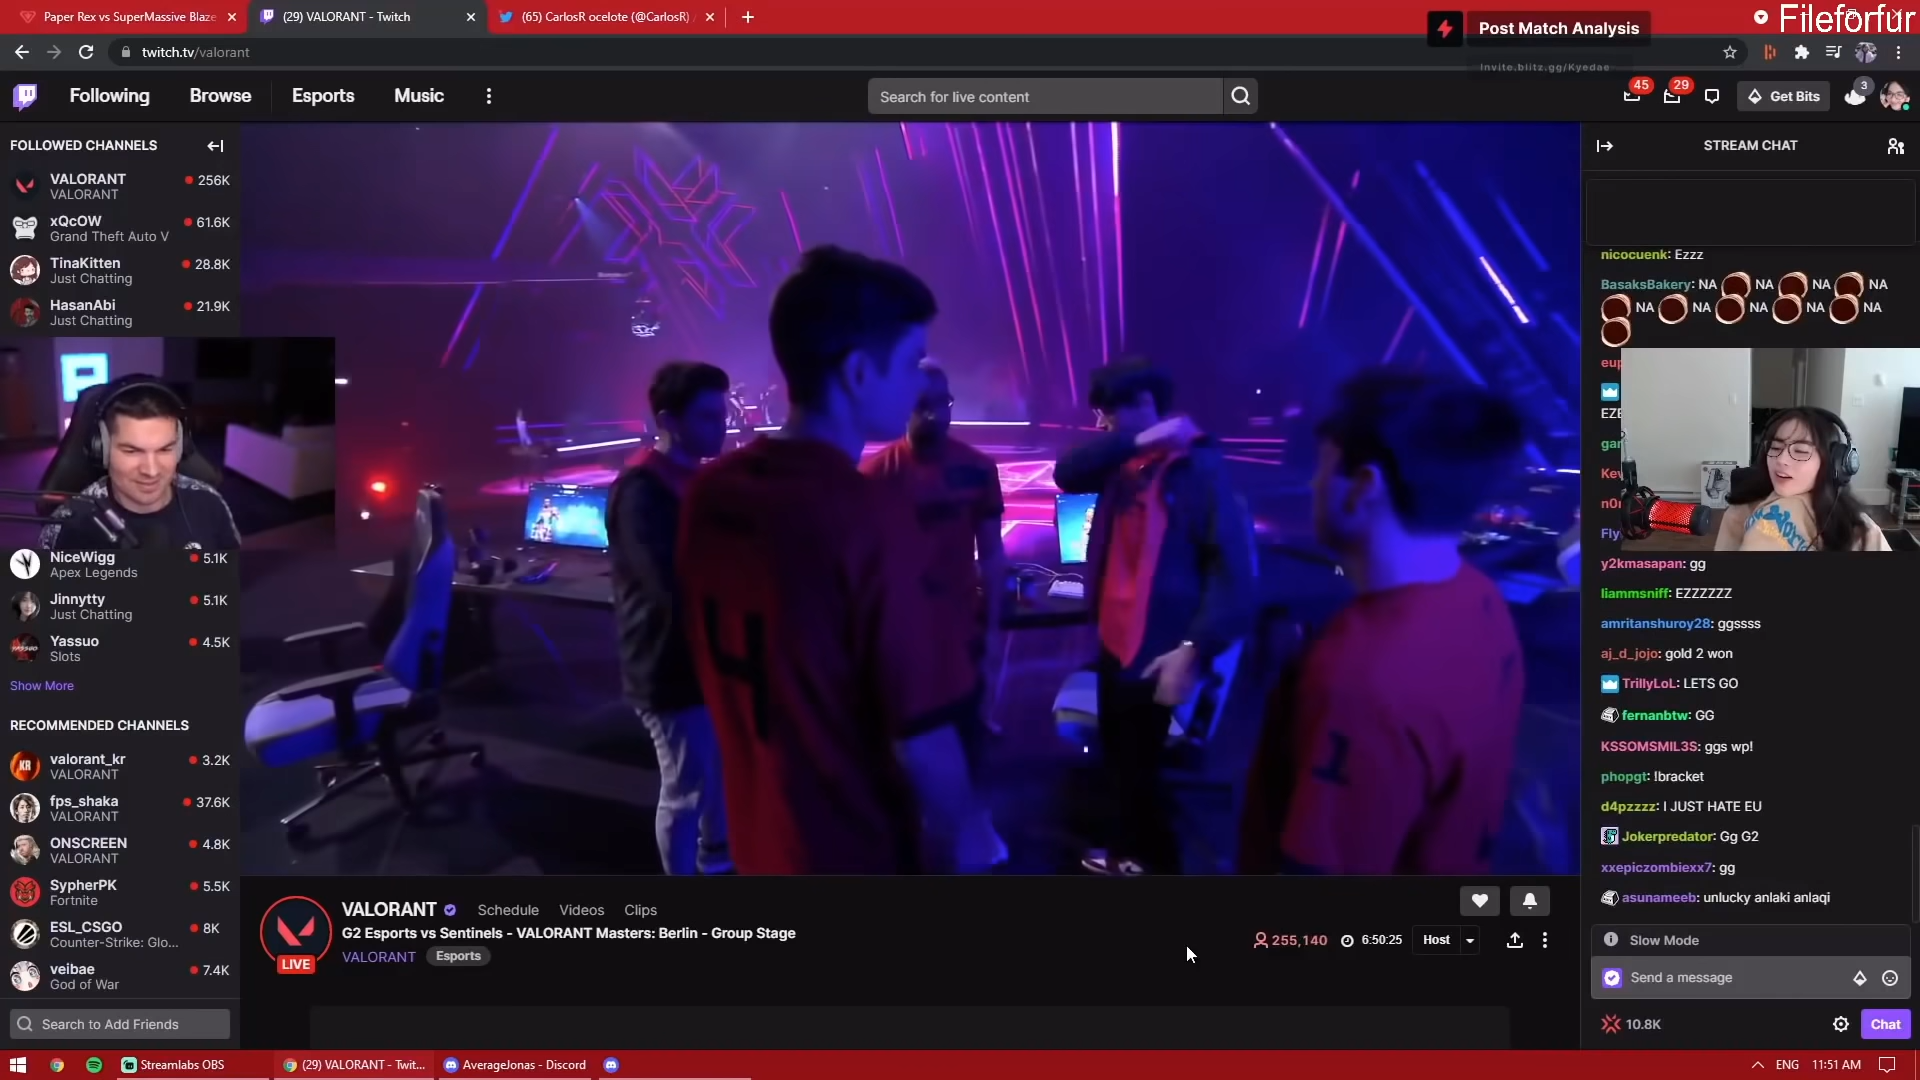 Paper Rex vs SuperMassive Blaze
(29) VALORANT - Twitch
(65) CarlosR ocelote (@CarlosR)
Post Match Analysis
Fileforfur
twitch.tv/valorant
Invite.blitz.gg/Kyedae
Following
Browse
Esports
Music
Search for live content
45
29
Get Bits
3
FOLLOWED CHANNELS
VALORANT
256K
VALORANT
xQcOW
61.6K
Grand Theft Auto V
TinaKitten
28.8K
Just Chatting
HasanAbi
21.9K
Just Chatting
NiceWigg
5.1K
Apex Legends
Jinnytty
5.1K
Just Chatting
Yassuo
4.5K
Slots
Show More
RECOMMENDED CHANNELS
valorant_kr
3.2K
VALORANT
fps_shaka
37.6K
VALORANT
ONSCREEN
4.8K
VALORANT
SypherPK
5.5K
Fortnite
ESL_CSGO
8K
Counter-Strike: Glo...
veibae
7.4K
God of War
Search to Add Friends
4
1
LIVE
VALORANT
Schedule
Videos
Clips
G2 Esports vs Sentinels - VALORANT Masters: Berlin - Group Stage
VALORANT
Esports
255,140
6:50:25
Host
STREAM CHAT
nicocuenk: Ezzz
BasaksBakery: NA NA NA NA
NA NA NA NA NA
EZE
y2kmasapan: gg
liammsniff: EZZZZZZ
amritanshuroy28: ggssss
aj_d_jojo: gold 2 won
TrillyLoL: LETS GO
fernanbtw: GG
KSSOMSMIL3S: ggs wp!
phopgt: !bracket
d4pzzzz: I JUST HATE EU
Jokerpredator: Gg G2
xxepiczombiexx7: gg
asunameeb: unlucky anlaki anlaqi
Slow Mode
Send a message
10.8K
Chat
Streamlabs OBS
(29) VALORANT - Twit...
AverageJonas - Discord
ENG
11:51 AM